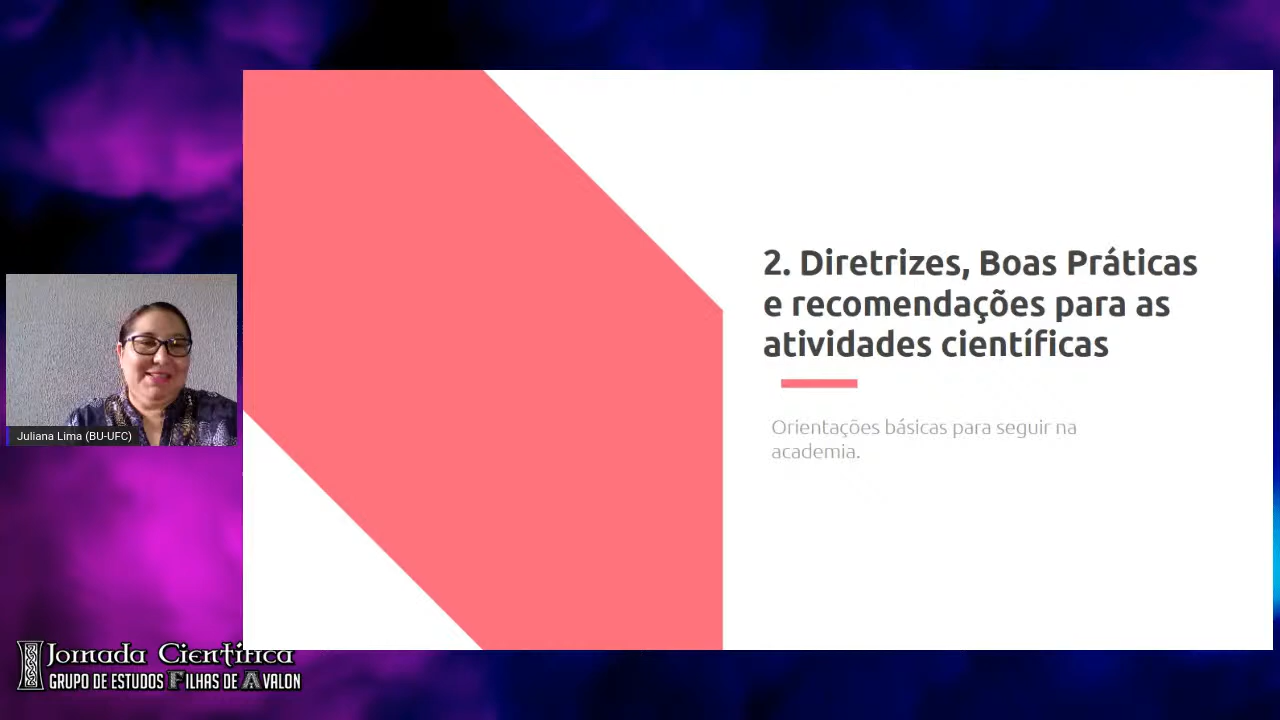 2. Diretrizes, Boas Práticas
e recomendações para as
atividades científicas
Orientações básicas para seguir na
academia.
Juliana Lima (BU-UFC)
Jornada Científica
GRUPO DE ESTUDOS FILHAS DE AVALON